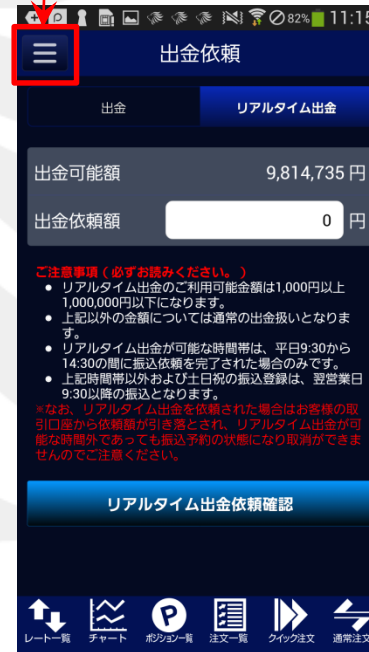 82% 11:15
出金依頼
出金 リアルタイム出金
出金可能額 9,814,735 円
出金依頼額 0 円
ご注意事項（必ずお読みください。）
● リアルタイム出金のご利用可能金額は1,000円以上
1,000,000円以下になります。
● 上記以外の金額については通常の出金扱いとなりま
す。
● リアルタイム出金が可能な時間帯は、平日9:30から
14:30の間に振込依頼を完了された場合のみです。
● 上記時間帯以外および土日祝の振込登録は、翌営業日
9:30以降の振込となります。
※なお、リアルタイム出金を依頼された場合はお客様の取
引口座から依頼額が引き落とされ、リアルタイム出金が可
能な時間外であっても振込予約の状態になり取消ができま
せんのでご注意ください。
リアルタイム出金依頼確認
レート一覧 チャート ポジション一覧 注文一覧 クイック注文 通常注文